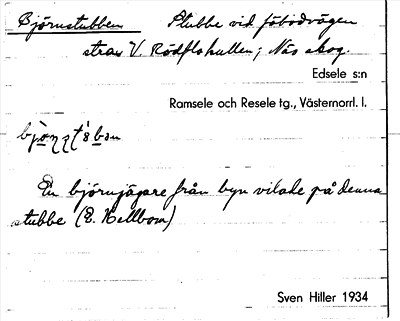 Björnstubben   Stubbe vid fäbodvägen
strax V. Rödflohullen; Näs skog.
Edsele s:n
Ramsele och Resele tg., Västernorrl. l.
En björnjägare från byn vilade på denna
stubbe (E. Hellbom)
Sven Hiller 1934